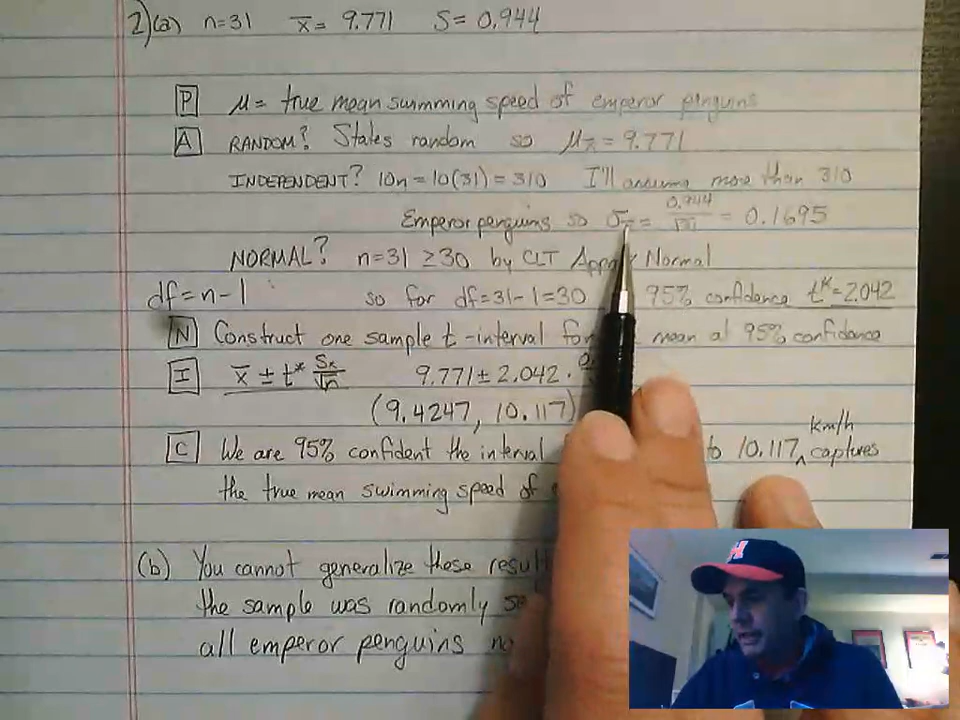 2)(a) n=31 x̄= 9.771 S= 0.944
P μ= true mean swimming speed of emperor penguins
A RANDOM? States random so μx̄ = 9.771
INDEPENDENT? 10n = 10(31) = 310 I'll assume more than 310
Emperor penguins so σx̄ = 0.944/√31 = 0.1695
NORMAL? n=31 ≥30 by CLT Normal
df = n-1 so for df=31-1=30 95% confidence t*=2.042
N Construct one sample t-interval for mean at 95% confidence
I x̄ ± t* Sx/√n 9.771 ± 2.042 ·
(9.4247, 10.117)
km/h
C We are 95% confident the interval to 10.117 ^ captures
the true mean swimming speed of
(b) You cannot generalize these
the sample was randomly
all emperor penguins
H